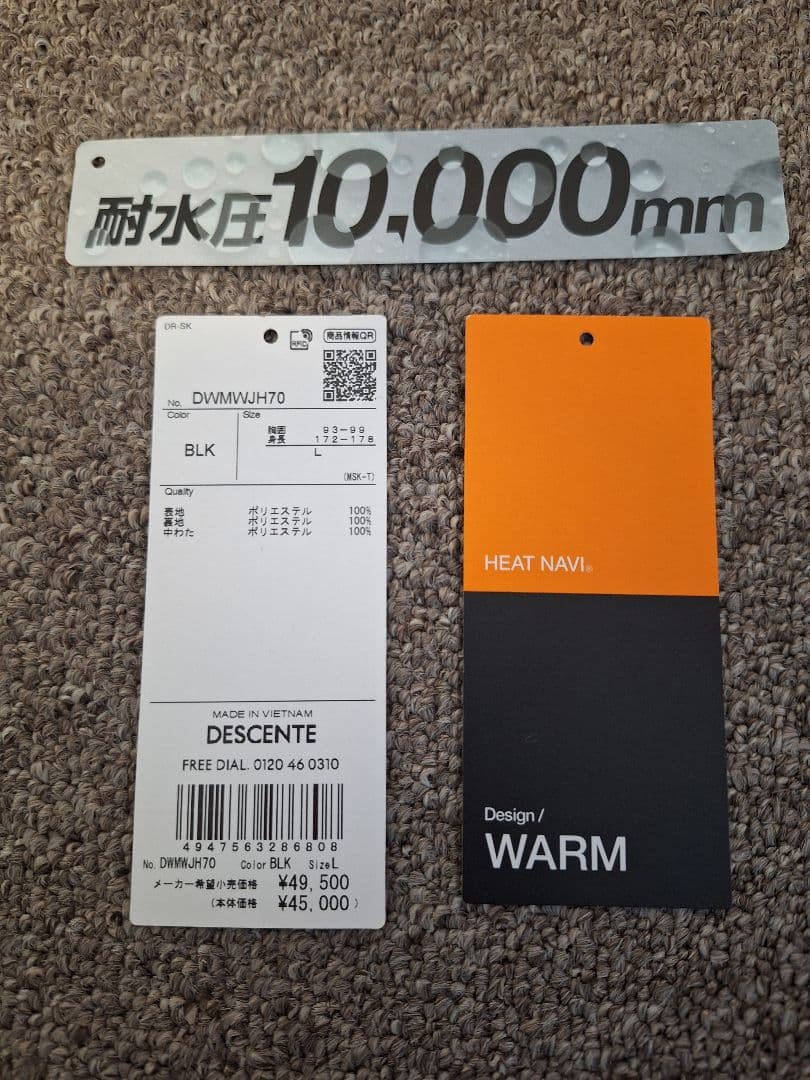 耐水圧10,000mm
DR-SK
RFID
商品情報QR
No. DWMWJH70
Color Size
BLK
胸囲 93-99
身長 172-178
L
(MSK-T)
Quality
表地 ポリエステル 100%
裏地 ポリエステル 100%
中わた ポリエステル 100%
MADE IN VIETNAM
DESCENTE
FREE DIAL. 0120 46 0310
4947563286808
No. DWMWJH70 Color BLK Size L
メーカー希望小売価格 ¥49,500
(本体価格 ¥45,000)
HEAT NAVI®
Design /
WARM